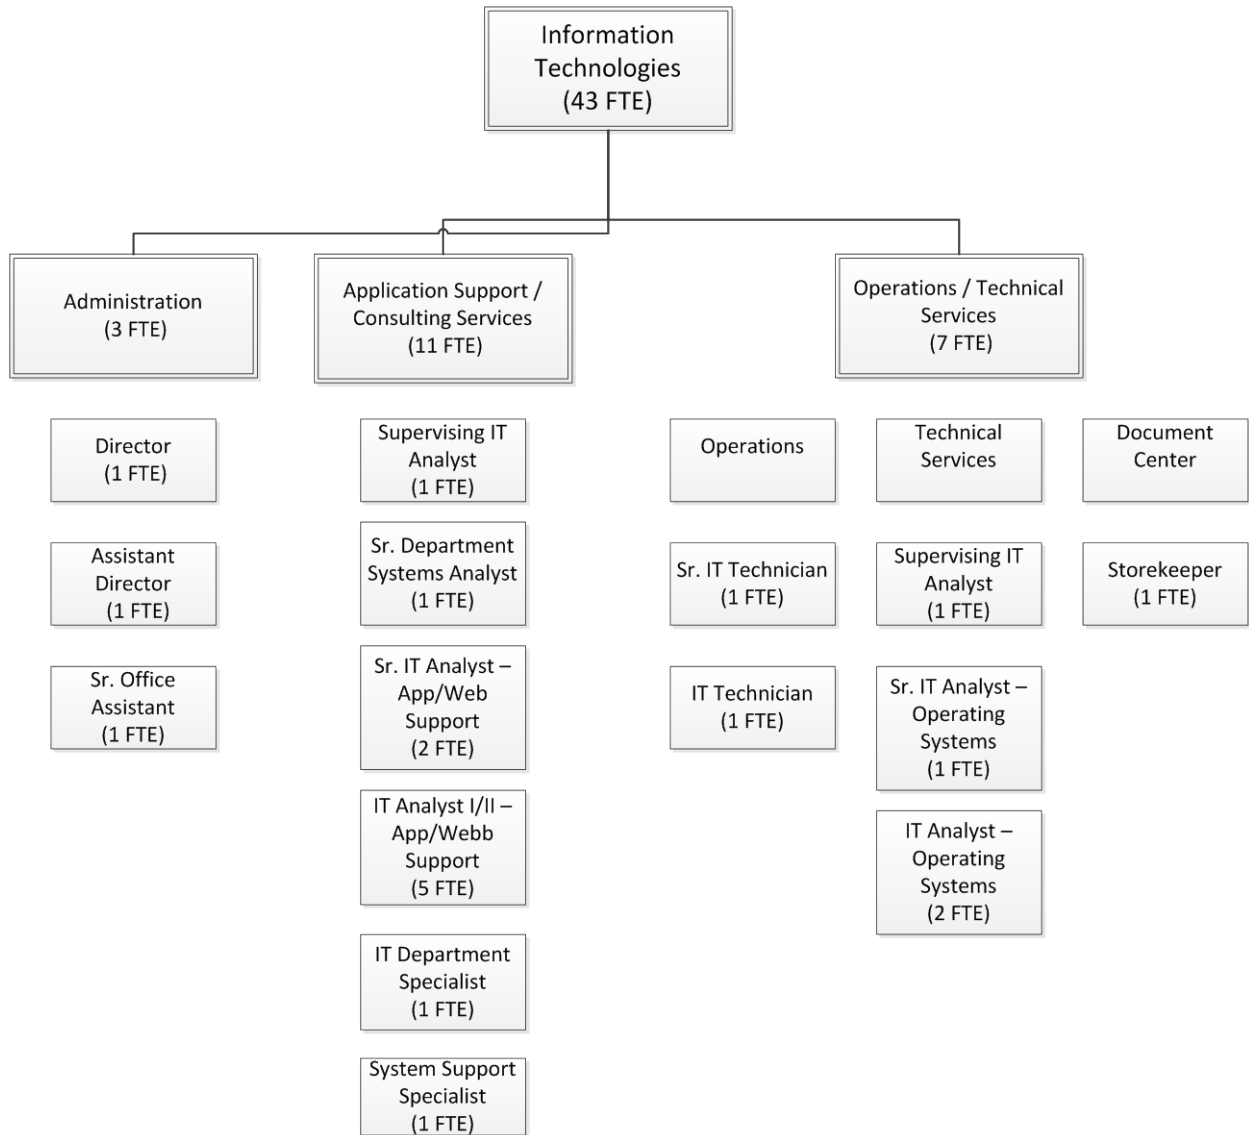 Information
Technologies
(43 FTE)
Administration
(3 FTE)
Application Support /
Consulting Services
(11 FTE)
Operations / Technical
Services
(7 FTE)
Director
(1 FTE)
Assistant
Director
(1 FTE)
Sr. Office
Assistant
(1 FTE)
Supervising IT
Analyst
(1 FTE)
Sr. Department
Systems Analyst
(1 FTE)
Sr. IT Analyst –
App/Web
Support
(2 FTE)
IT Analyst I/II –
App/Webb
Support
(5 FTE)
IT Department
Specialist
(1 FTE)
System Support
Specialist
(1 FTE)
Operations
Sr. IT Technician
(1 FTE)
IT Technician
(1 FTE)
Technical
Services
Supervising IT
Analyst
(1 FTE)
Sr. IT Analyst –
Operating
Systems
(1 FTE)
IT Analyst –
Operating
Systems
(2 FTE)
Document
Center
Storekeeper
(1 FTE)